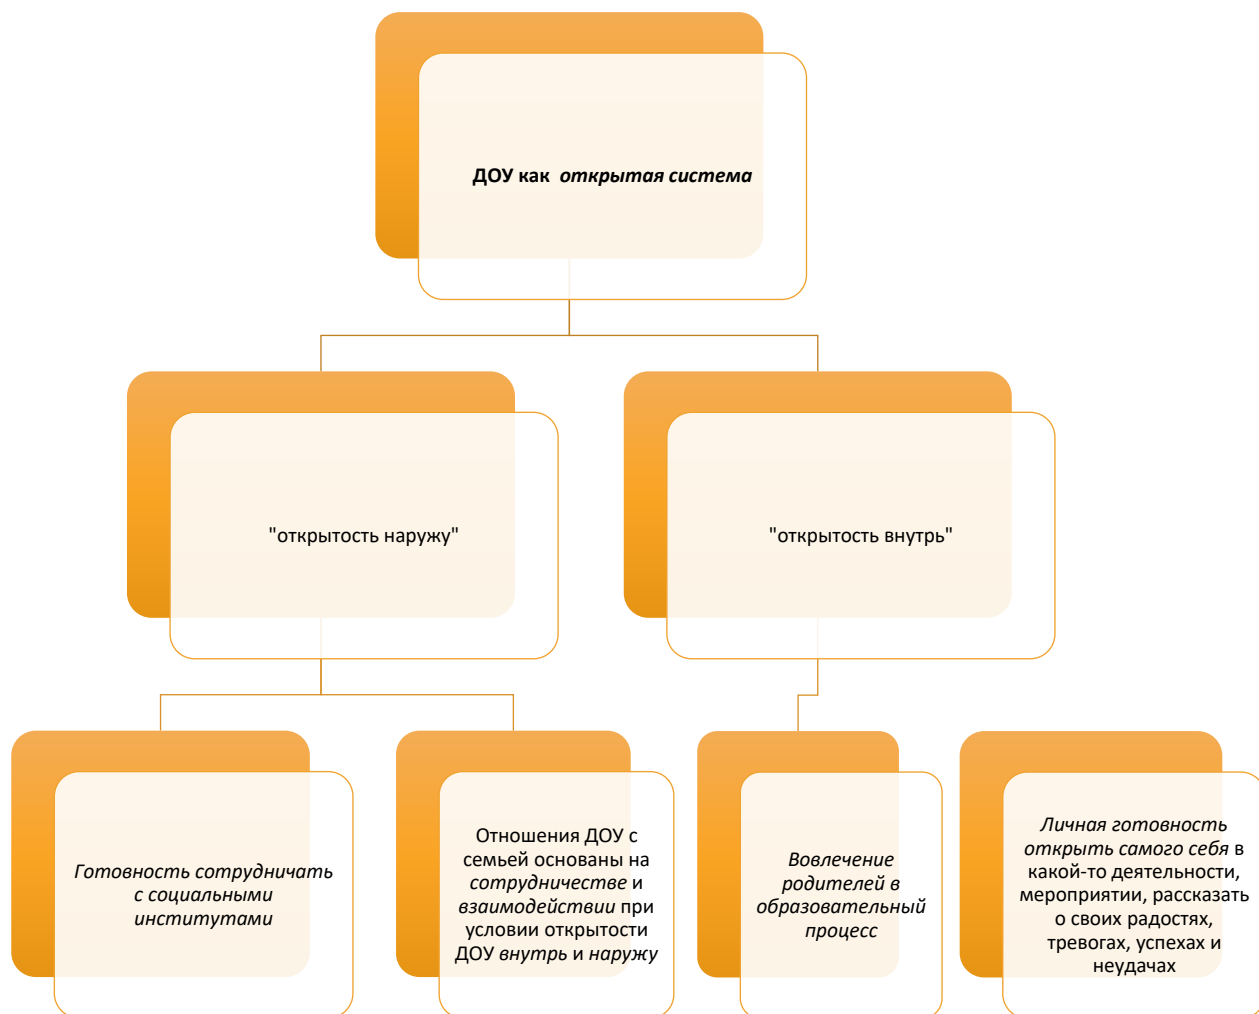 ДОУ как открытая система
"открытость наружу"
"открытость внутрь"
Готовность сотрудничать
с социальными
институтами
Отношения ДОУ с
семьей основаны на
сотрудничестве и
взаимодействии при
условии открытости
ДОУ внутрь и наружу
Вовлечение
родителей в
образовательный
процесс
Личная готовность
открыть самого себя в
какой-то деятельности,
мероприятии, рассказать
о своих радостях,
тревогах, успехах и
неудачах